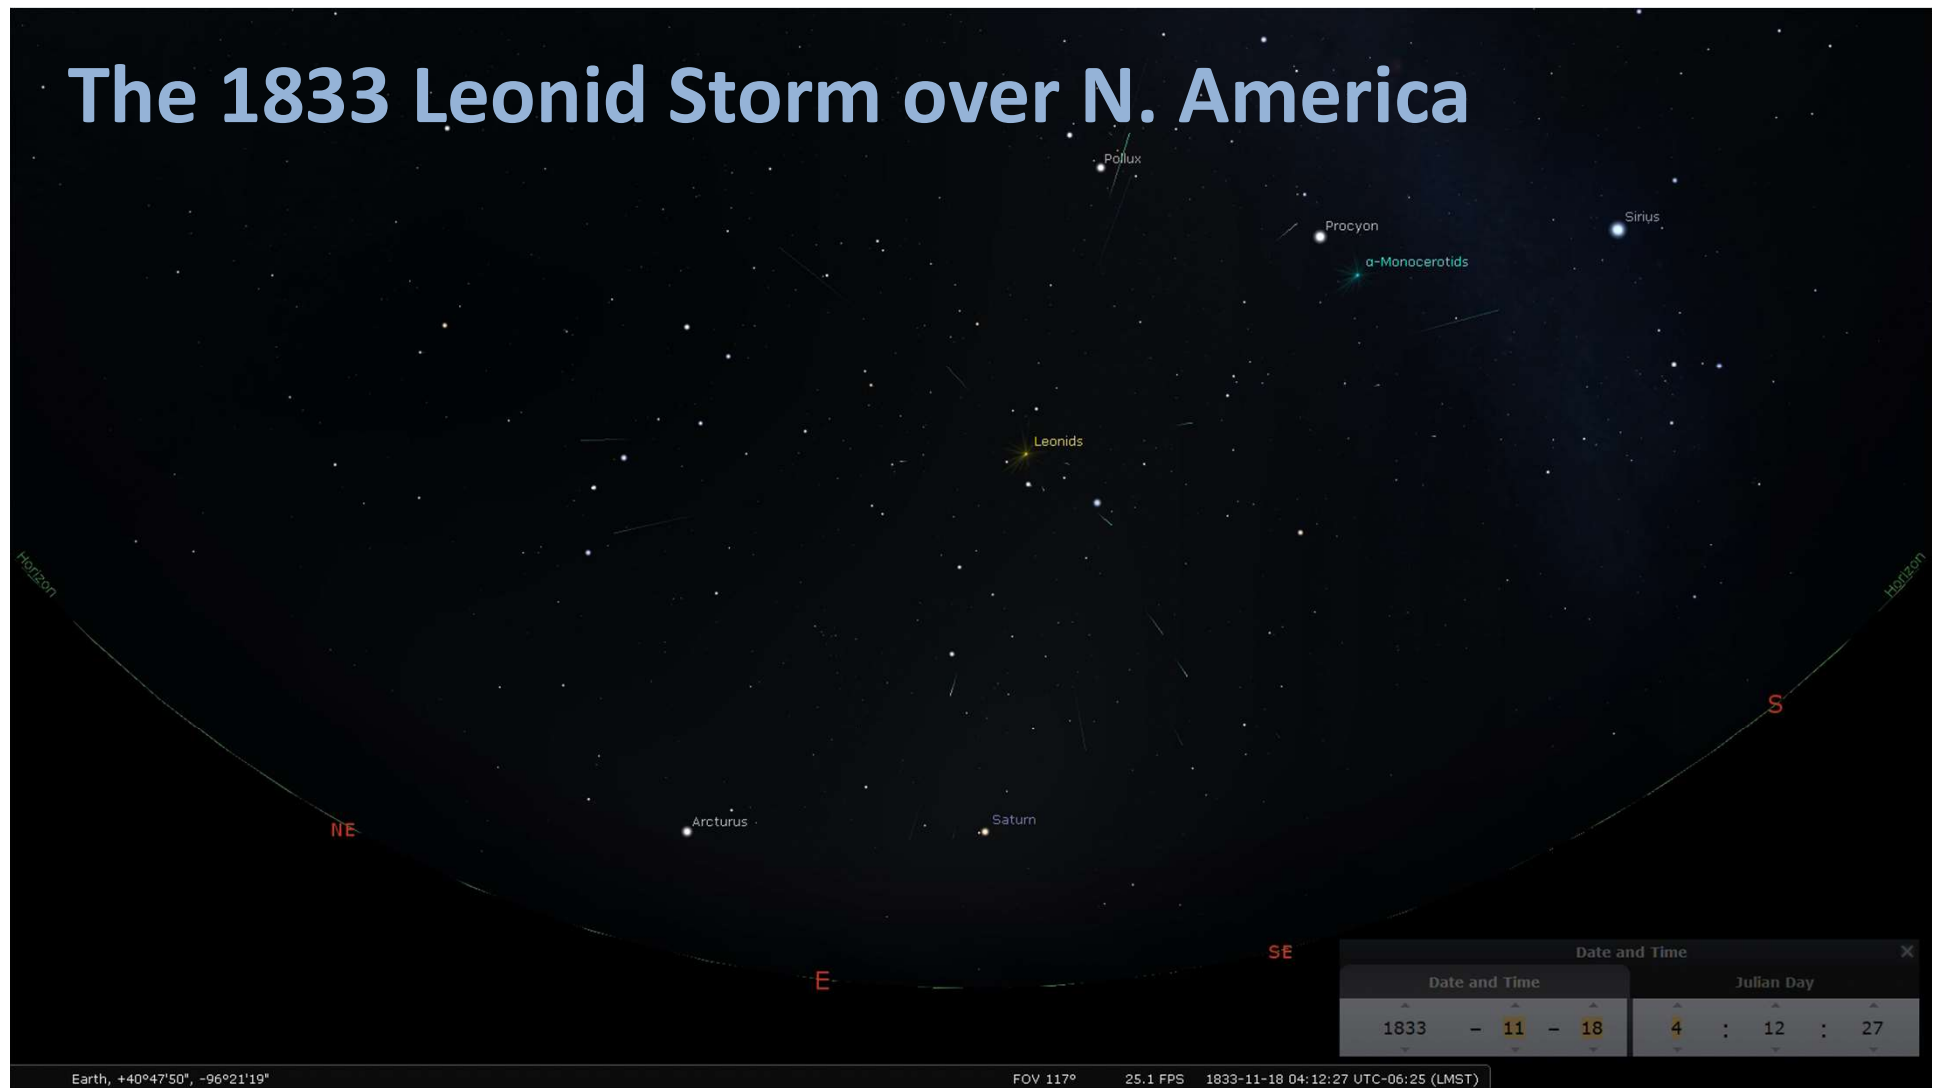 The 1833 Leonid Storm over N. America
Pollux
Sirius
Procyon
α-Monocerotids
Leonids
Horizon
Horizon
S
Arcturus
Saturn
NE
SE
E
Date and Time
Date and Time
Julian Day
1833 - 11 - 18 4 : 12 : 27
Earth, +40°47'50", -96°21'19" FOV 117° 25.1 FPS 1833-11-18 04:12:27 UTC-06:25 (LMST)